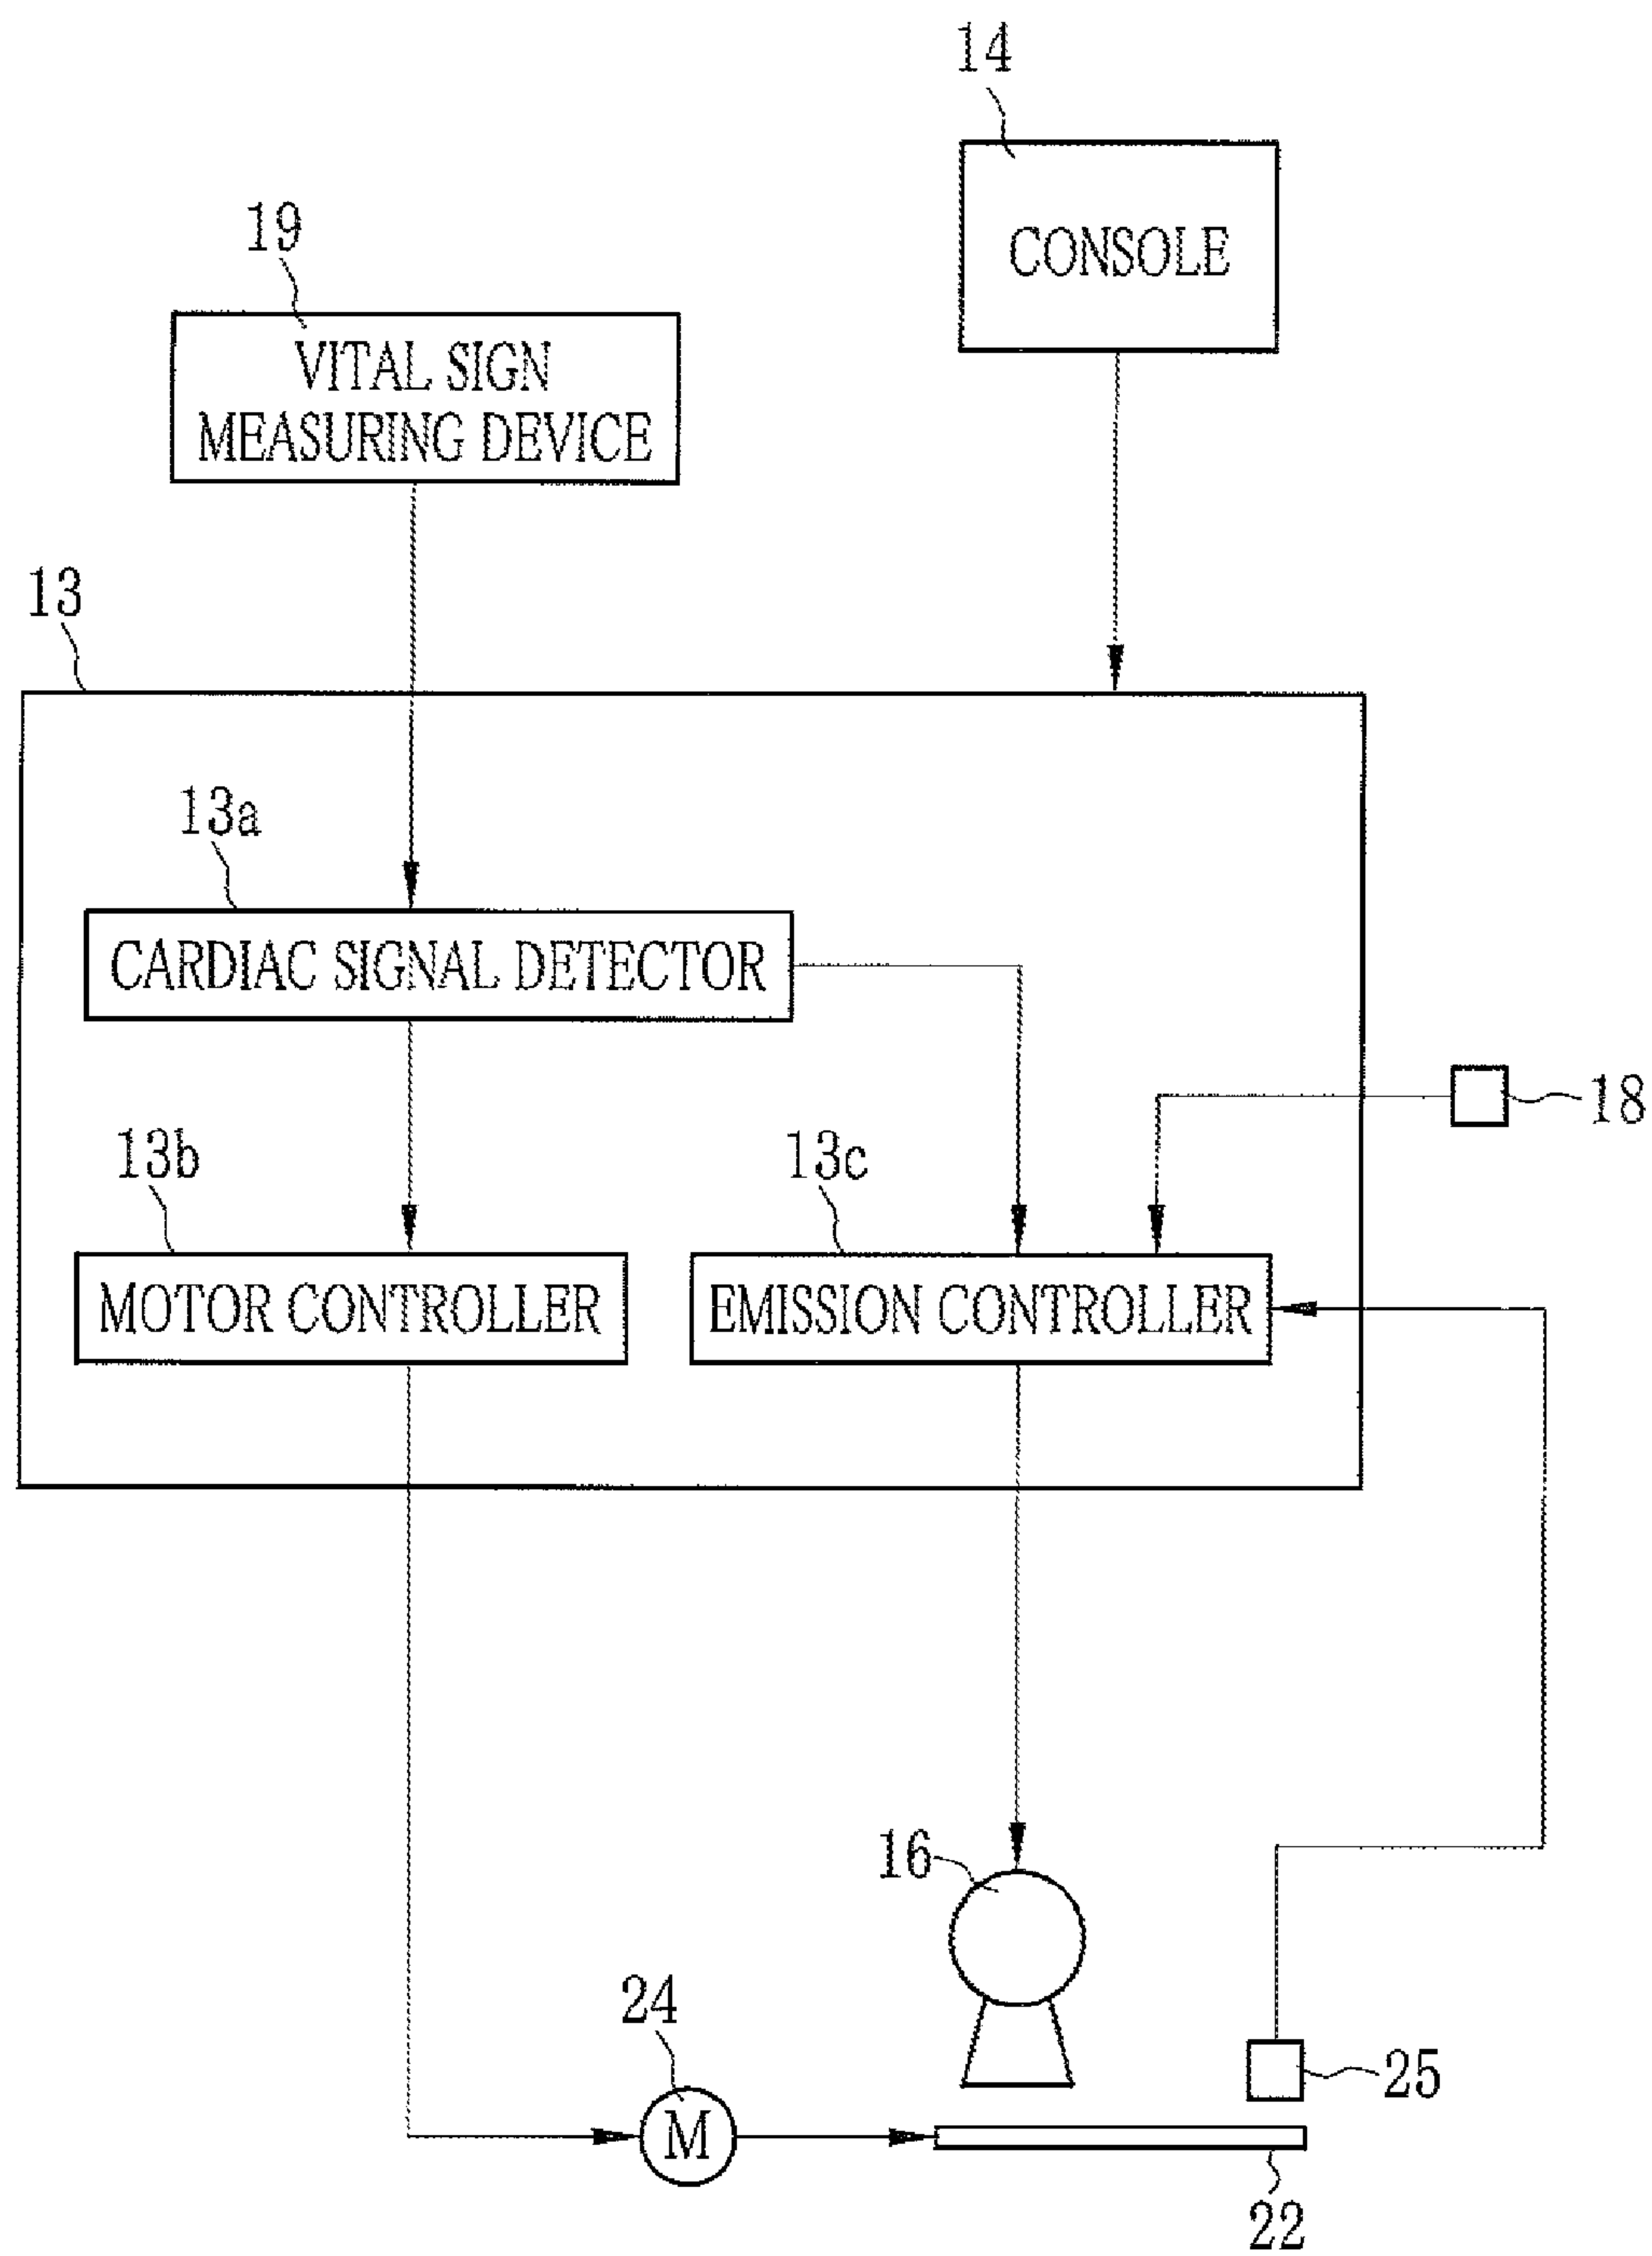 14
CONSOLE
19
VITAL SIGN
MEASURING DEVICE
13
13a
CARDIAC SIGNAL DETECTOR
18
13b
13c
MOTOR CONTROLLER
EMISSION CONTROLLER
16
24
25
M
22